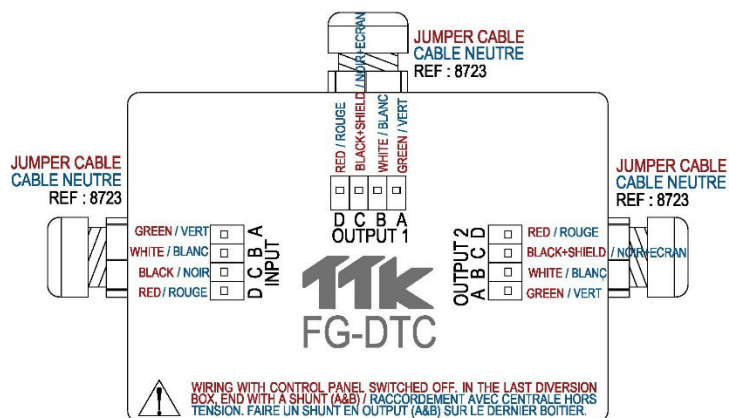 JUMPER CABLE
CABLE NEUTRE
REF : 8723
RED / ROUGE
BLACK+SHIELD / NOIR+ECRAN
WHITE / BLANC
GREEN / VERT
D C B A
OUTPUT 1
JUMPER CABLE
CABLE NEUTRE
REF : 8723
GREEN / VERT
WHITE / BLANC
BLACK / NOIR
RED / ROUGE
A
B
C
D
INPUT
JUMPER CABLE
CABLE NEUTRE
REF : 8723
OUTPUT 2
D
C
B
A
RED / ROUGE
BLACK+SHIELD / NOIR+ECRAN
WHITE / BLANC
GREEN / VERT
TTK
FG-DTC
WIRING WITH CONTROL PANEL SWITCHED OFF. IN THE LAST DIVERSION
BOX, END WITH A SHUNT (A&B) / RACCORDEMENT AVEC CENTRALE HORS
TENSION. FAIRE UN SHUNT EN OUTPUT (A&B) SUR LE DERNIER BOITIER.